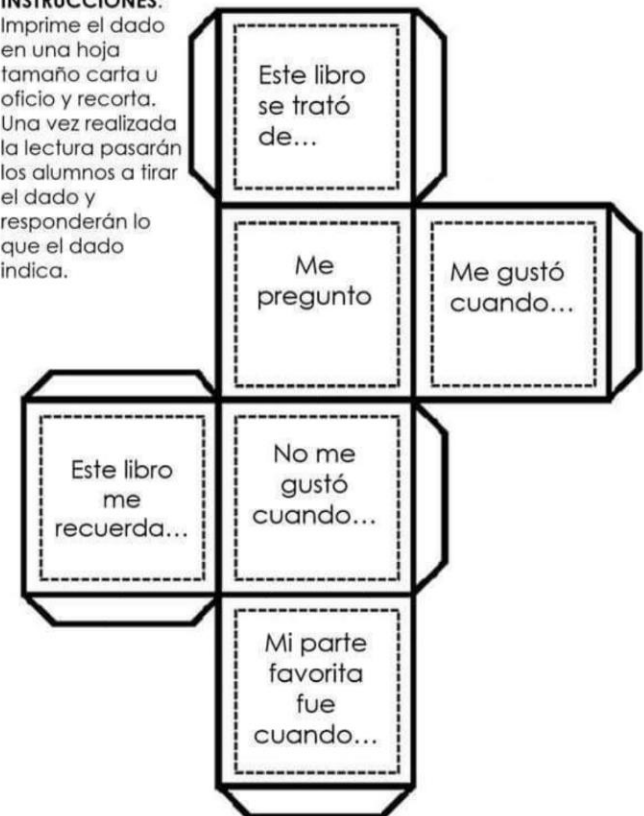 INSTRUCCIONES:
Imprime el dado
en una hoja
tamaño carta u
oficio y recorta.
Una vez realizada
la lectura pasarán
los alumnos a tirar
el dado y
responderán lo
que el dado
indica.
Este libro
se trató
de...
Me
pregunto
Me gustó
cuando...
Este libro
me
recuerda...
No me
gustó
cuando...
Mi parte
favorita
fue
cuando...